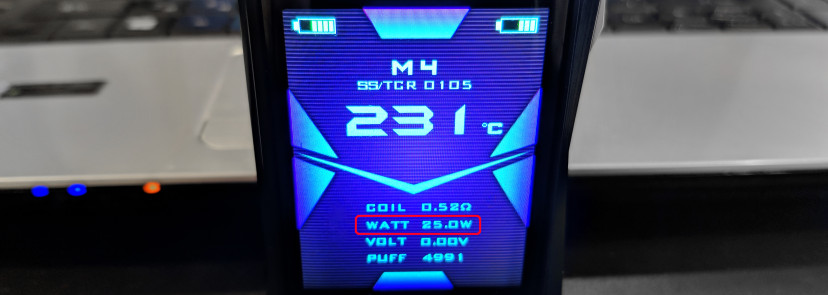 M4
SS/TCR 0105
231 °C
COIL 0.52Ω
WATT 25.0W
VOLT 0.00V
PUFF 4991